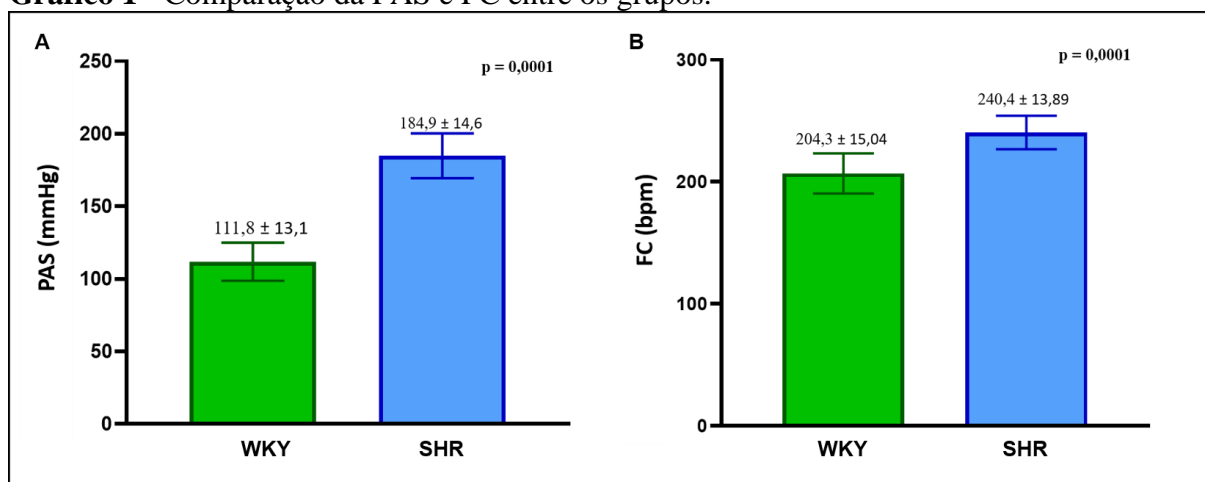 Gráfico 1 - Comparação da PAS e FC entre os grupos.
A
250
200
150
100
50
0
PAS (mmHg)
p = 0,0001
111,8 ± 13,1
184,9 ± 14,6
WKY
SHR
B
300
200
100
0
FC (bpm)
p = 0,0001
204,3 ± 15,04
240,4 ± 13,89
WKY
SHR